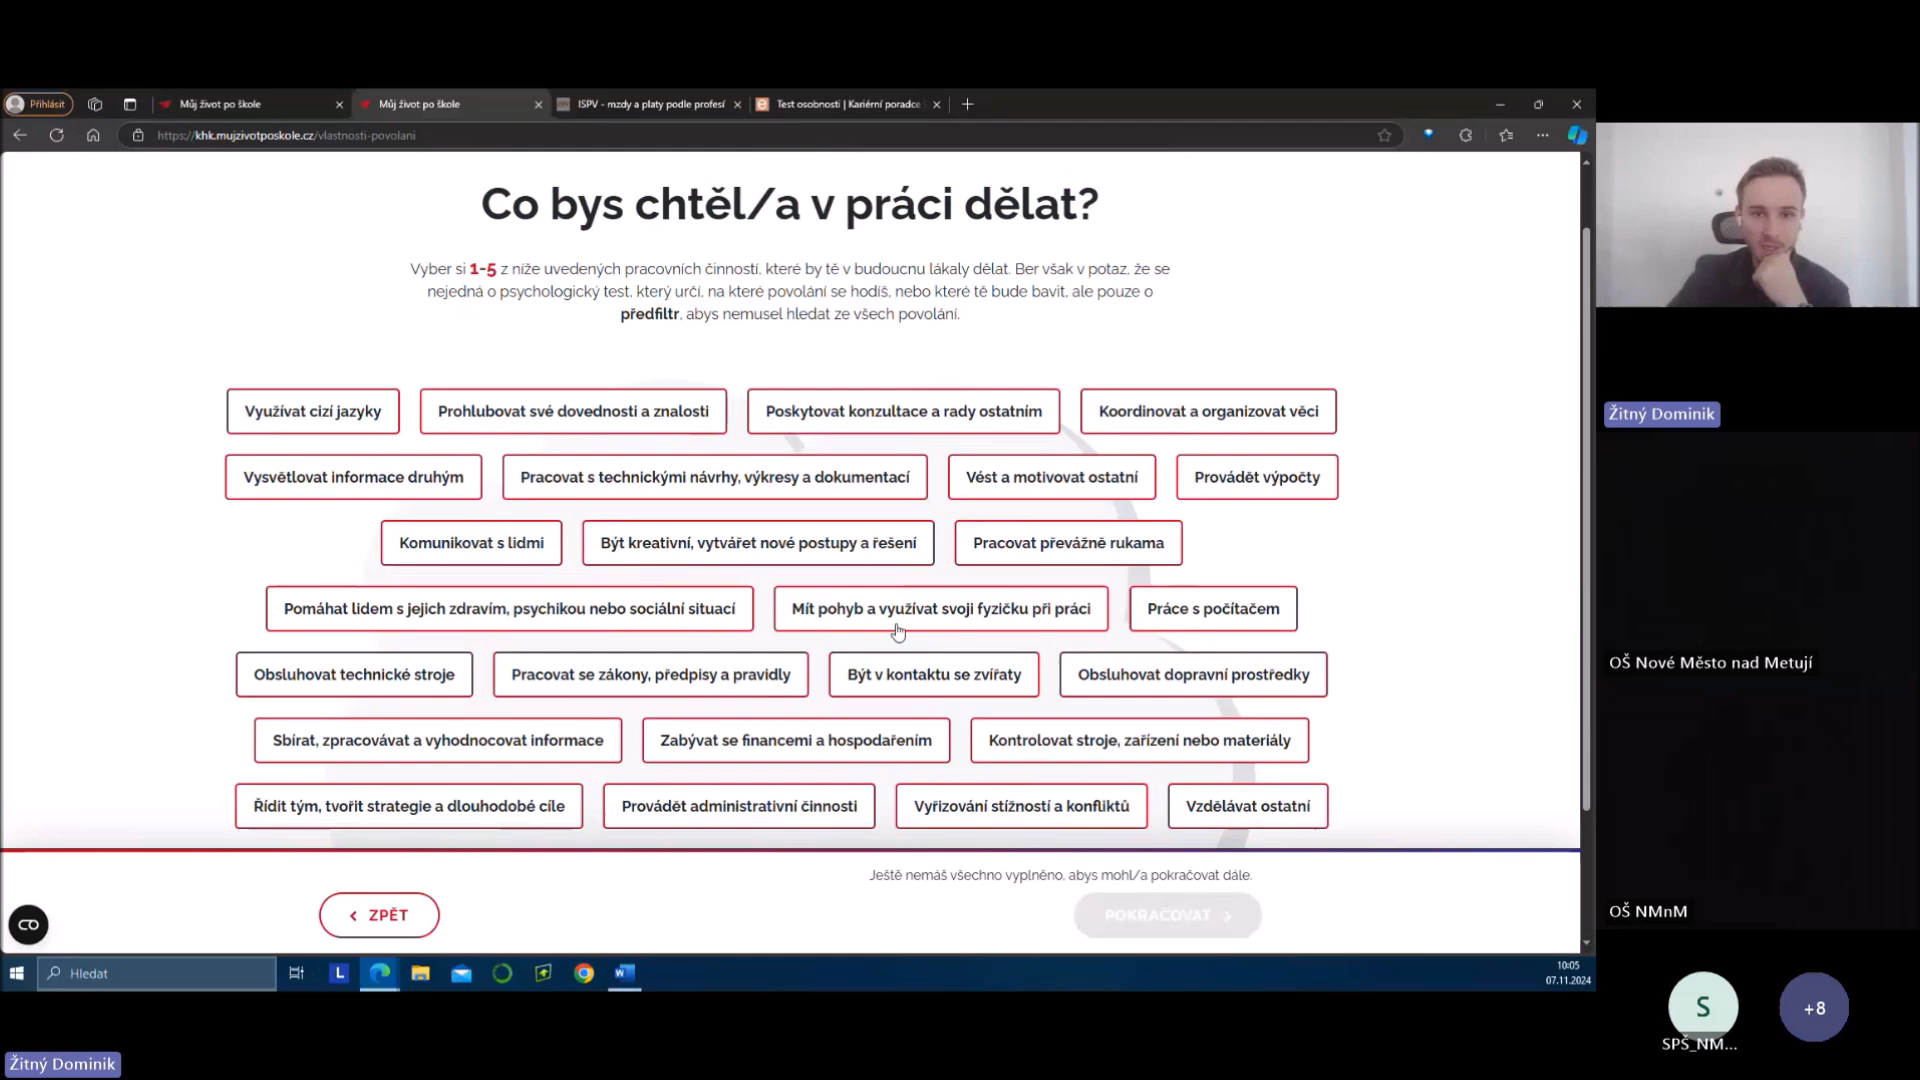 Přihlásit
Můj život po škole
Můj život po škole
ISPV - mzdy a platy podle profesí
Test osobnosti | Kariérní poradce
https://khk.mujzivotposkole.cz/vlastnosti-povolani
Co bys chtěl/a v práci dělat?
Vyber si 1-5 z níže uvedených pracovních činností, které by tě v budoucnu lákaly dělat. Ber však v potaz, že se
nejedná o psychologický test, který určí, na které povolání se hodíš, nebo které tě bude bavit, ale pouze o
předfiltr, abys nemusel hledat ze všech povolání.
Využívat cizí jazyky
Prohlubovat své dovednosti a znalosti
Poskytovat konzultace a rady ostatním
Koordinovat a organizovat věci
Vysvětlovat informace druhým
Pracovat s technickými návrhy, výkresy a dokumentací
Vést a motivovat ostatní
Provádět výpočty
Komunikovat s lidmi
Být kreativní, vytvářet nové postupy a řešení
Pracovat převážně rukama
Pomáhat lidem s jejich zdravím, psychikou nebo sociální situací
Mít pohyb a využívat svoji fyzičku při práci
Práce s počítačem
Obsluhovat technické stroje
Pracovat se zákony, předpisy a pravidly
Být v kontaktu se zvířaty
Obsluhovat dopravní prostředky
Sbírat, zpracovávat a vyhodnocovat informace
Zabývat se financemi a hospodařením
Kontrolovat stroje, zařízení nebo materiály
Řídit tým, tvořit strategie a dlouhodobé cíle
Provádět administrativní činnosti
Vyřizování stížností a konfliktů
Vzdělávat ostatní
Ještě nemáš všechno vyplněno, abys mohl/a pokračovat dále.
ZPĚT
POKRAČOVAT
Hledat
10:05
07.11.2024
Žitný Dominik
OŠ Nové Město nad Metují
OŠ NMnM
S
+8
SPŠ_NM...
Žitný Dominik